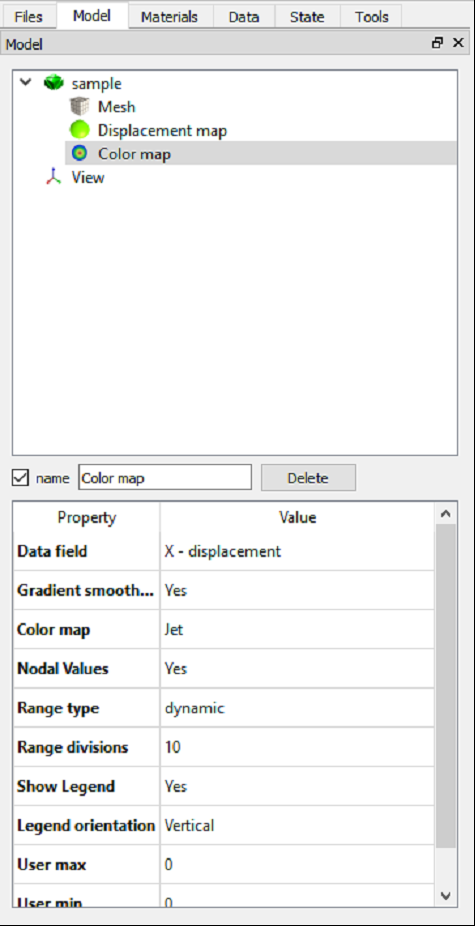 Files Model Materials Data State Tools
Model
sample
Mesh
Displacement map
Color map
View
name Color map Delete
Property Value
Data field X - displacement
Gradient smooth... Yes
Color map Jet
Nodal Values Yes
Range type dynamic
Range divisions 10
Show Legend Yes
Legend orientation Vertical
User max 0
User min 0